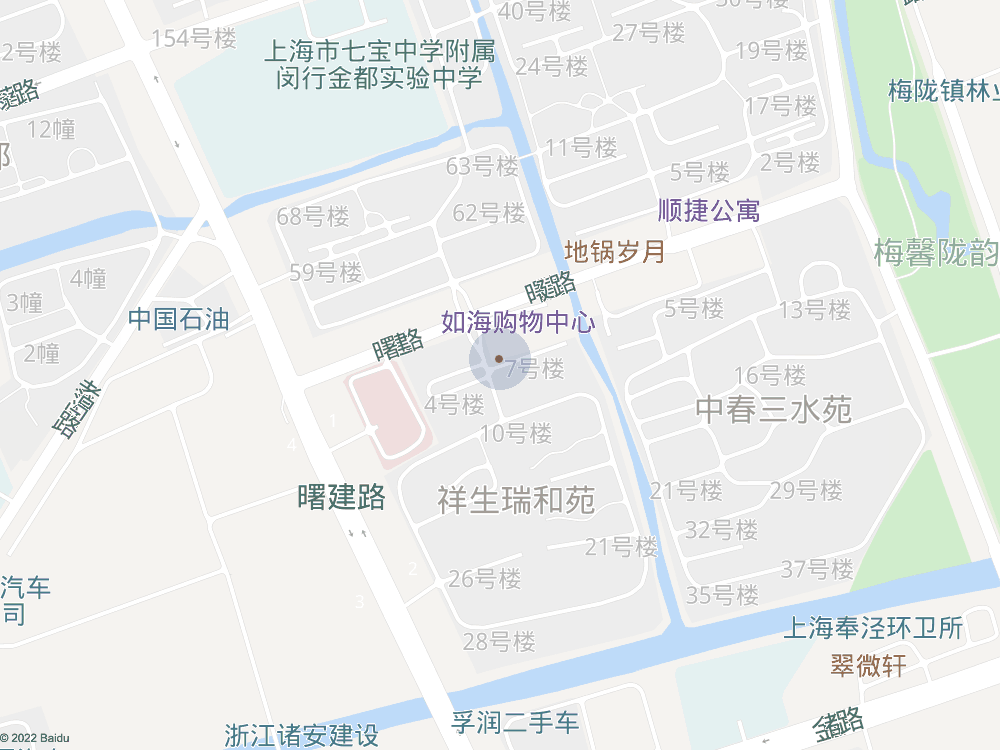 40号楼
30号楼
154号楼
27号楼
2号楼
上海市七宝中学附属
闵行金都实验中学
19号楼
24号楼
梅陇镇林业
17号楼
12幢
11号楼
63号楼
5号楼
2号楼
68号楼
62号楼
顺捷公寓
地锅岁月
梅馨陇韵
59号楼
4幢
3幢
曙建路
中国石油
如海购物中心
5号楼
13号楼
曙建路
2幢
7号楼
16号楼
4号楼
中春三水苑
1
10号楼
4
曙建路
祥生瑞和苑
21号楼
29号楼
32号楼
21号楼
2
26号楼
37号楼
汽车
司
3
35号楼
28号楼
上海奉泾环卫所
翠微轩
孚润二手车
浙江诸安建设
© 2022 Baidu